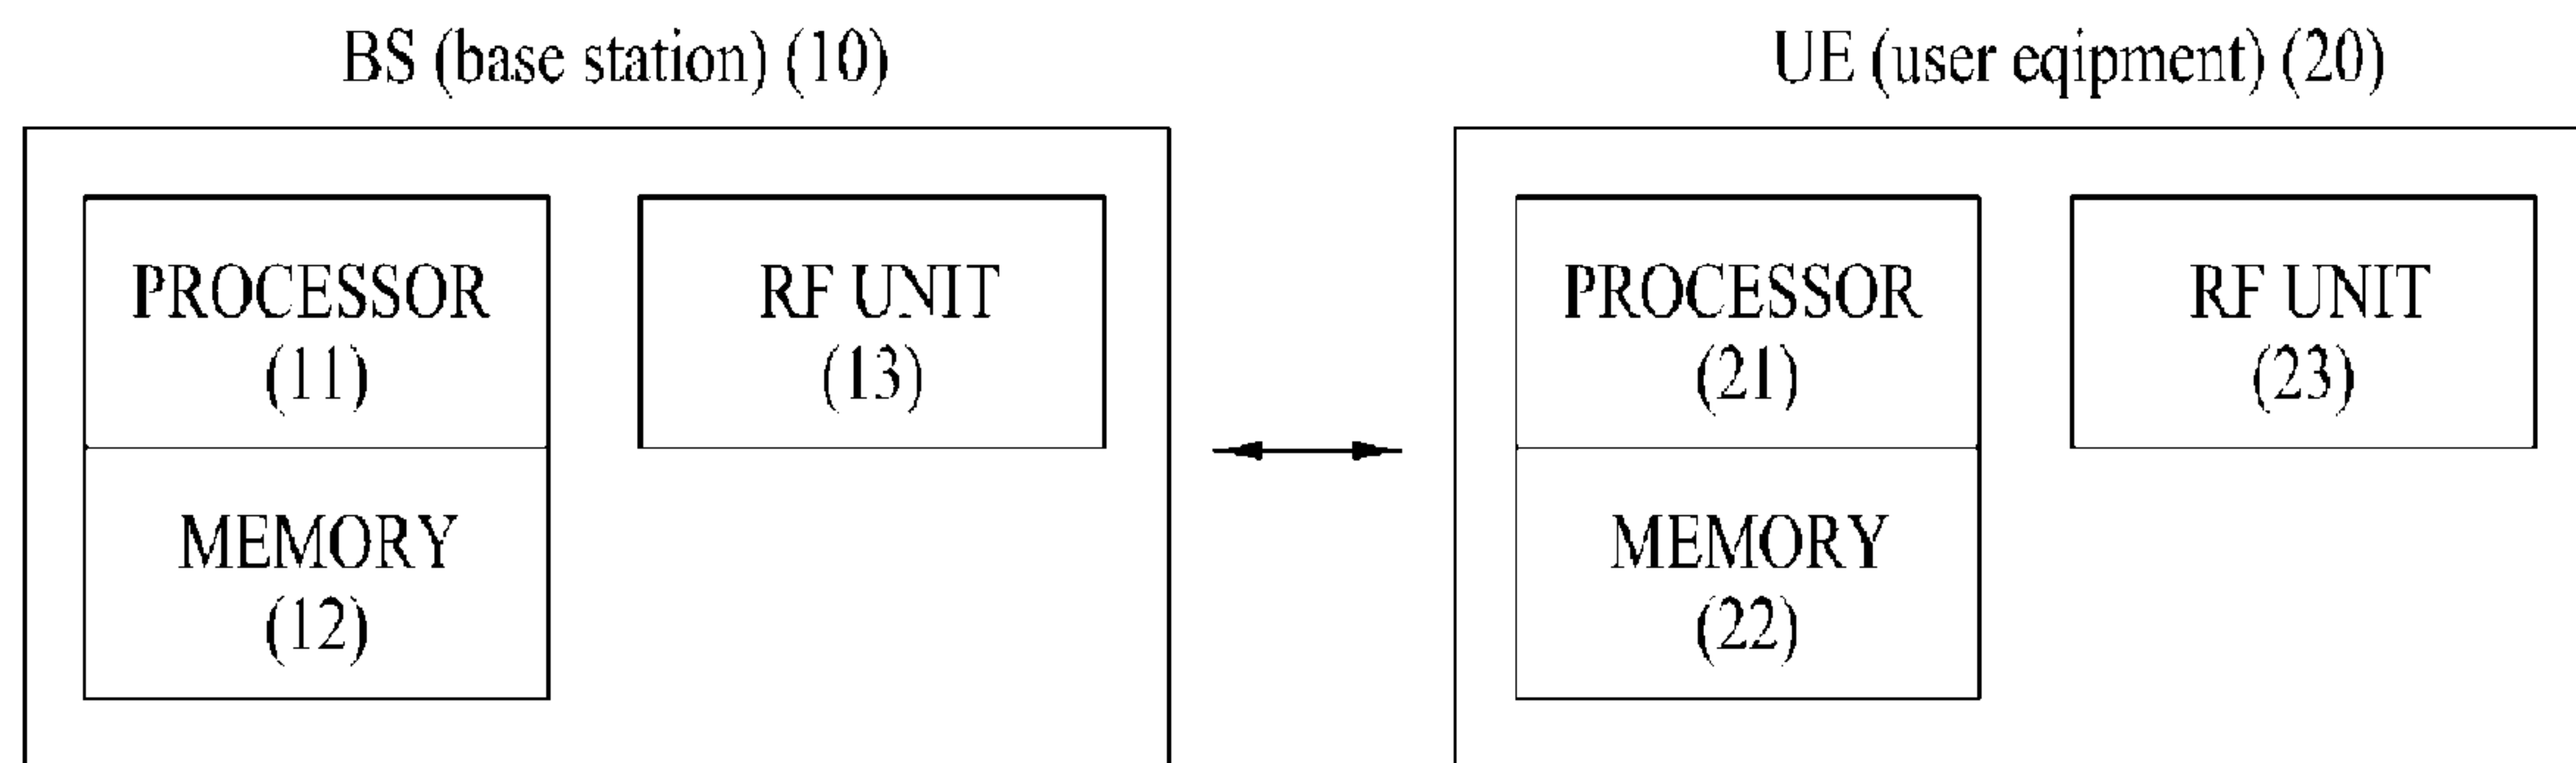 BS (base station) (10)
PROCESSOR
(11)
RF UNIT
(13)
MEMORY
(12)
UE (user eqipment) (20)
PROCESSOR
(21)
RF UNIT
(23)
MEMORY
(22)